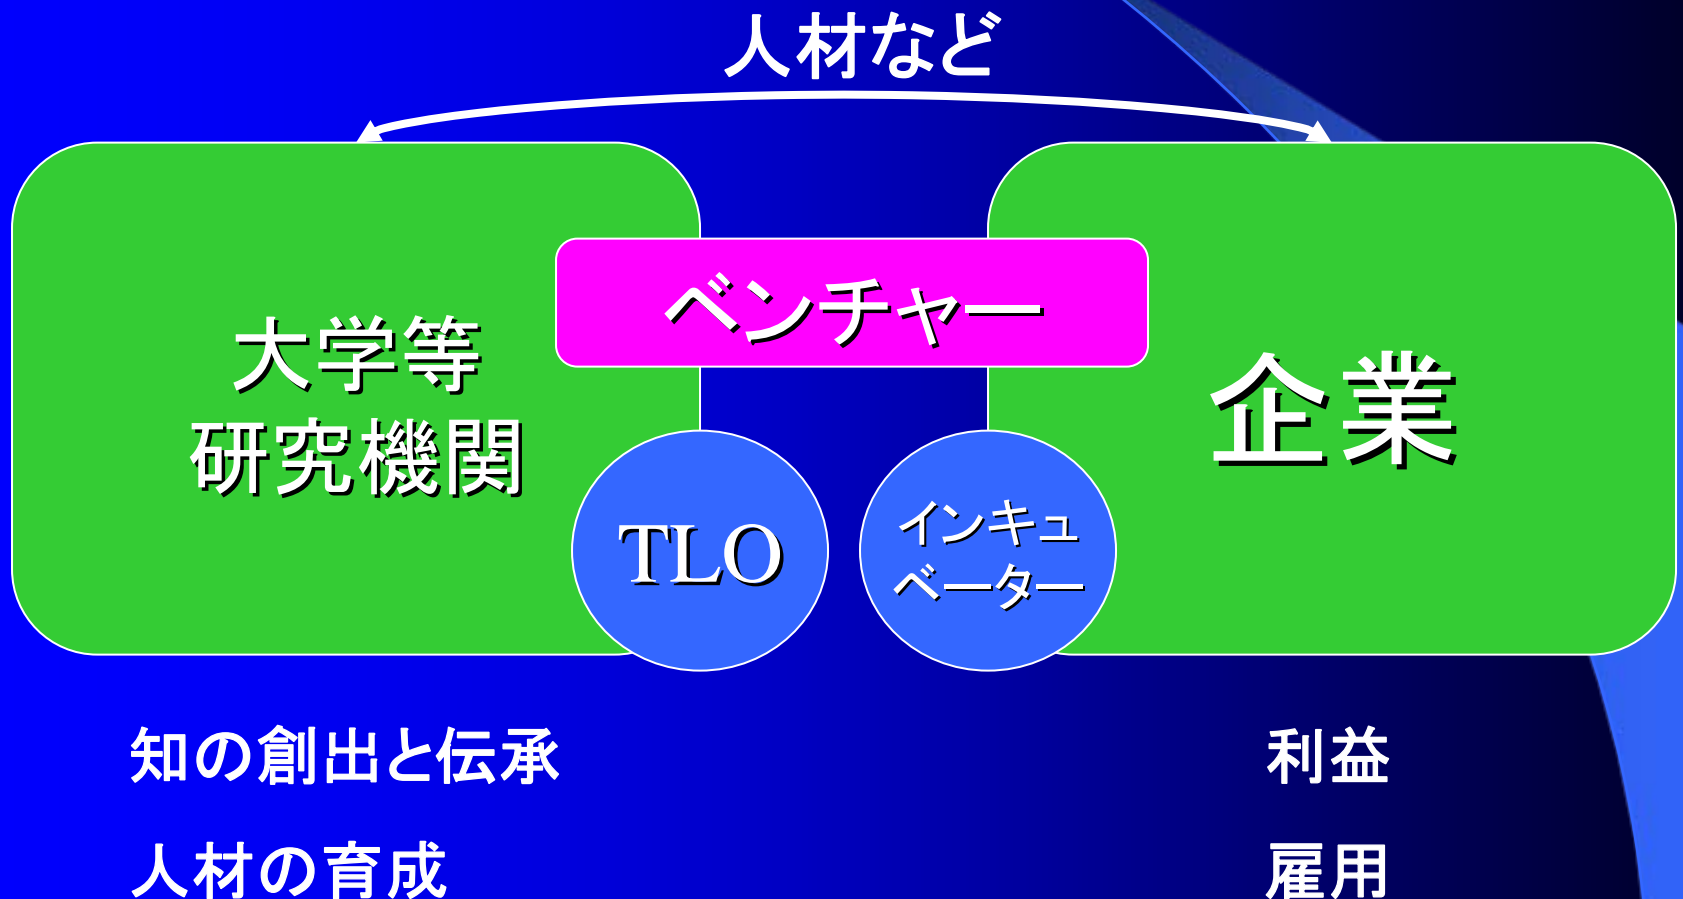 人材など
ベンチャー
大学等
研究機関
企業
TLO
インキュ
ベーター
知の創出と伝承
利益
人材の育成
雇用